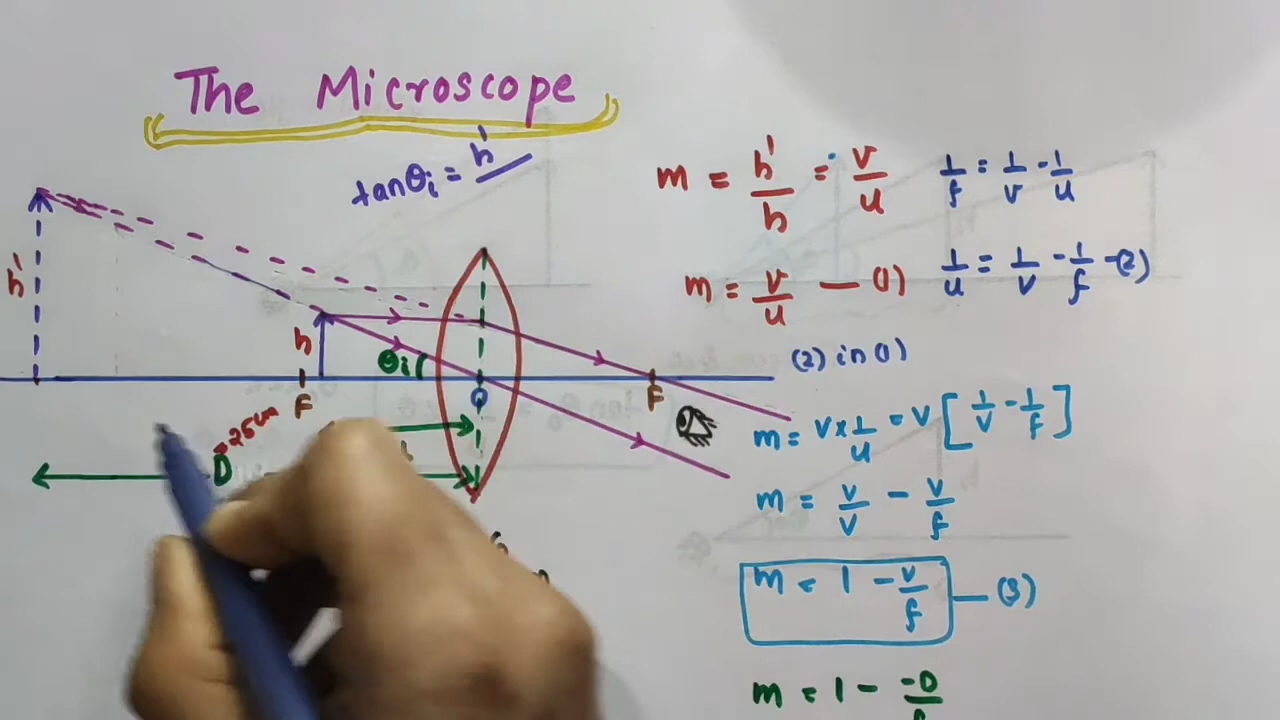 The Microscope
tanθi = h'
m = h'/h = v/u
1/f = 1/v - 1/u
m = v/u — (1)
1/u = 1/v - 1/f -(2)
(2) in (1)
m = v x 1/u = v [ 1/v - 1/f ]
m = v/v - v/f
m = 1 - v/f — (3)
m = 1 - -D
h'
h
θi
F
O
F
25cm
D